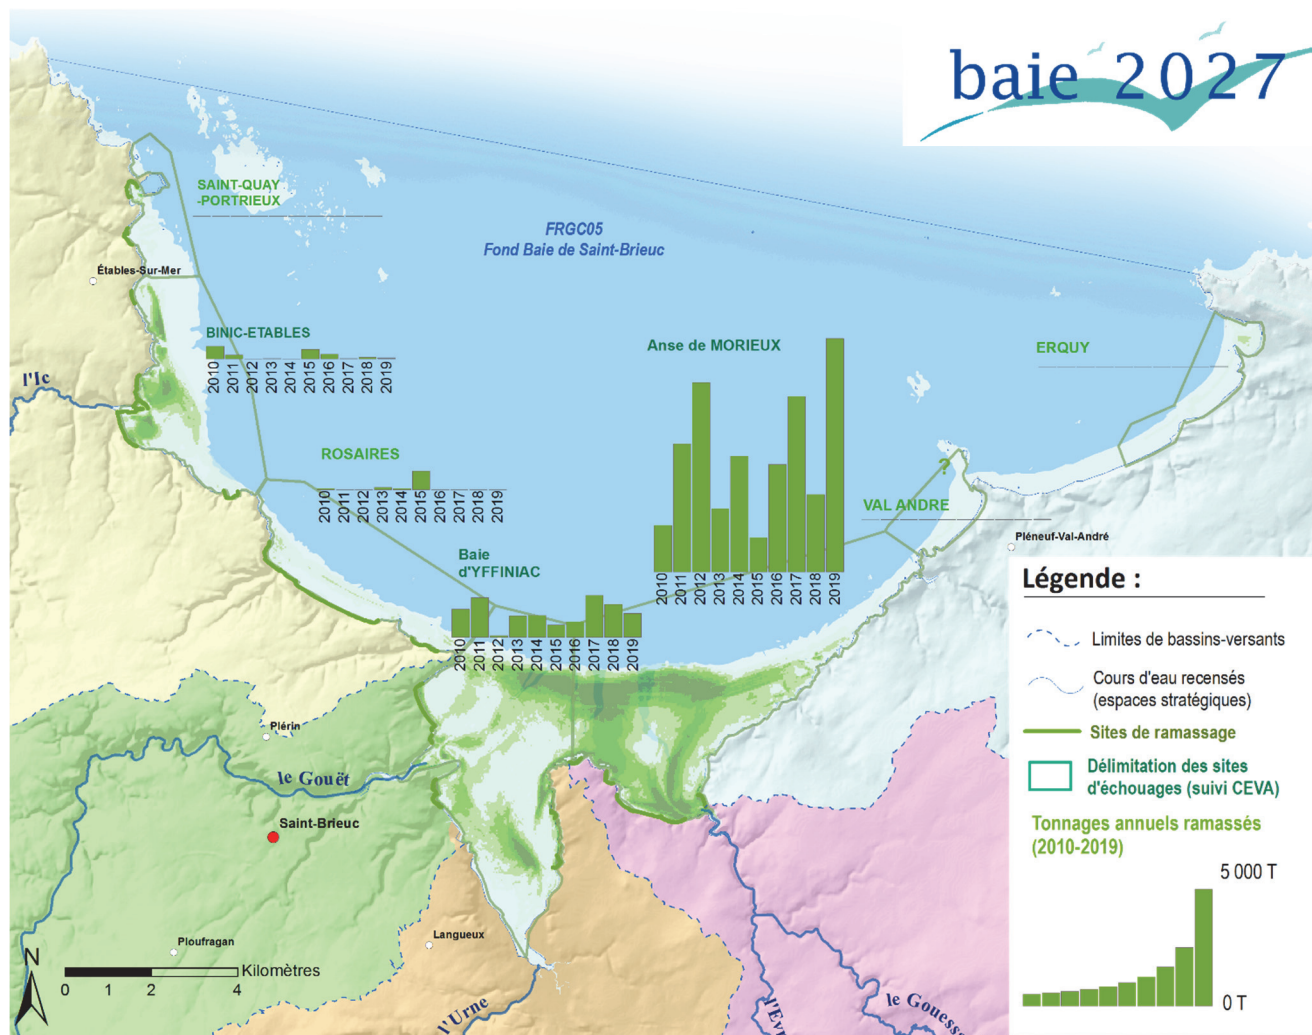 baie 2027
SAINT-QUAY
-PORTRIEUX
FRGC05
Fond Baie de Saint-Brieuc
Étables-Sur-Mer
BINIC-ETABLES
2010
2011
2012
2013
2014
2015
2016
2017
2018
2019
Anse de MORIEUX
2010
2011
2012
2013
2014
2015
2016
2017
2018
2019
ERQUY
l'Ic
ROSAIRES
2010
2011
2012
2013
2014
2015
2016
2017
2018
2019
?
VAL ANDRE
Pléneuf-Val-André
Baie
d'YFFINIAC
2010
2011
2012
2013
2014
2015
2016
2017
2018
2019
Plérin
le Gouët
Saint-Brieuc
Ploufragan
Langueux
l'Urne
le Gouess
N
Kilomètres
0 1 2 4
Légende :
Limites de bassins-versants
Cours d'eau recensés
(espaces stratégiques)
Sites de ramassage
Délimitation des sites
d'échouages (suivi CEVA)
Tonnages annuels ramassés
(2010-2019)
5 000 T
0 T